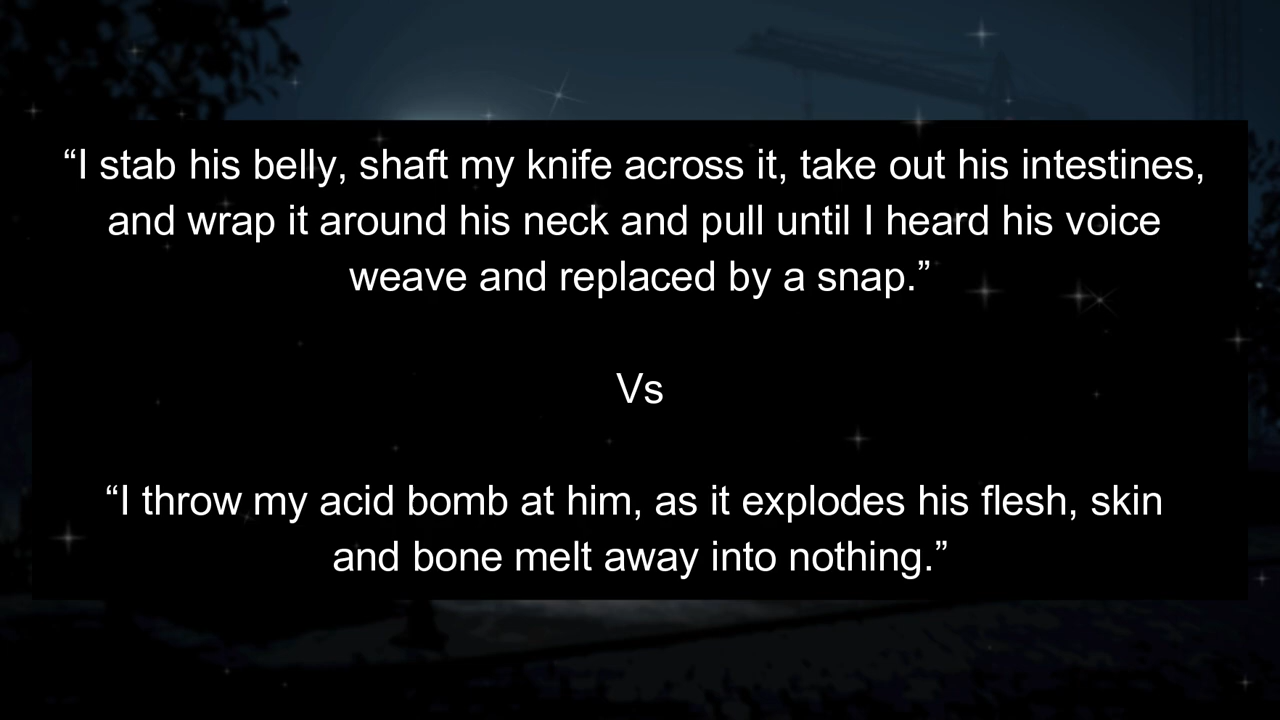 “I stab his belly, shaft my knife across it, take out his intestines,
and wrap it around his neck and pull until I heard his voice
weave and replaced by a snap.”
Vs
“I throw my acid bomb at him, as it explodes his flesh, skin
and bone melt away into nothing.”